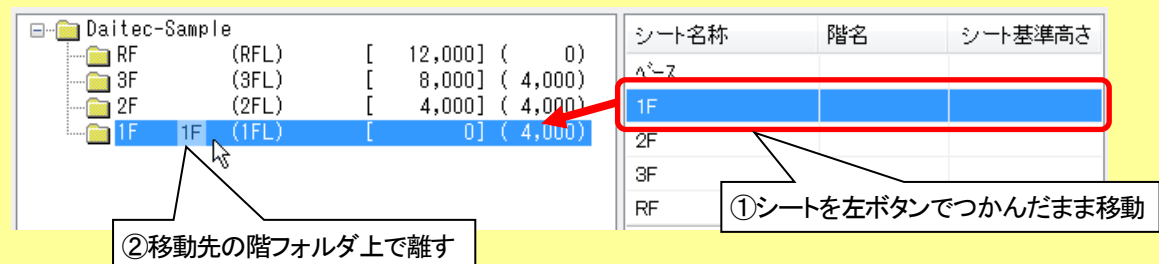 Daitec-Sample
RF (RFL) [ 12,000] ( 0)
3F (3FL) [ 8,000] ( 4,000)
2F (2FL) [ 4,000] ( 4,000)
1F 1F (1FL) [ 0] ( 4,000)
②移動先の階フォルダ上で離す
シート名称 階名 シート基準高さ
ベース
1F
2F
3F
RF
①シートを左ボタンでつかんだまま移動